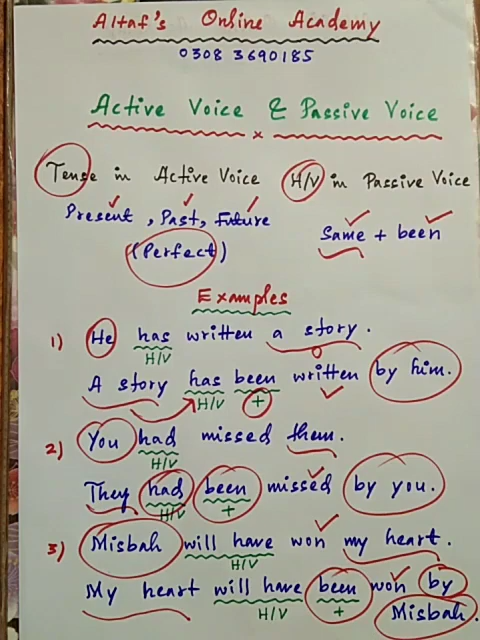 Altaf's Online Academy
0308 3690185
Active Voice & Passive Voice
x
Tense in Active Voice H/V in Passive Voice
Present, Past, Future Same + been
(Perfect)
Examples
1) He has written a story.
H/V
A story has been written by him.
H/V +
2) You had missed them.
H/V
They had been missed by you.
H/V +
3) Misbah will have won my heart.
H/V
My heart will have been won by
H/V + Misbah.